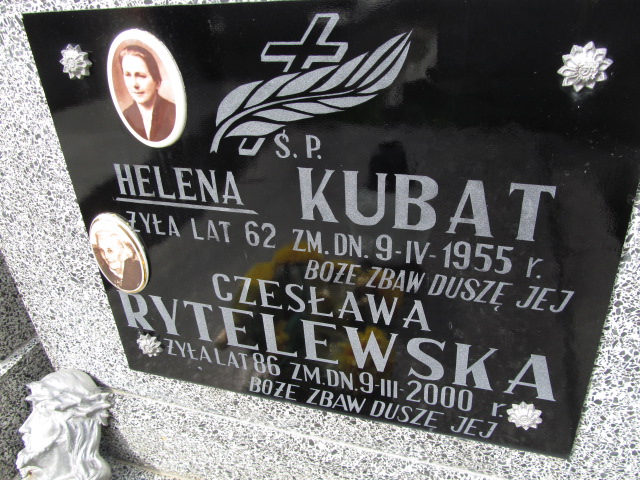 Ś. P.
HELENA KUBAT
ŻYŁA LAT 62 ZM. DN. 9-IV-1955 r.
BOŻE ZBAW DUSZĘ JEJ
CZESŁAWA
RYTELEWSKA
ŻYŁA LAT 86 ZM. DN. 9-III-2000 r.
BOŻE ZBAW DUSZĘ JEJ